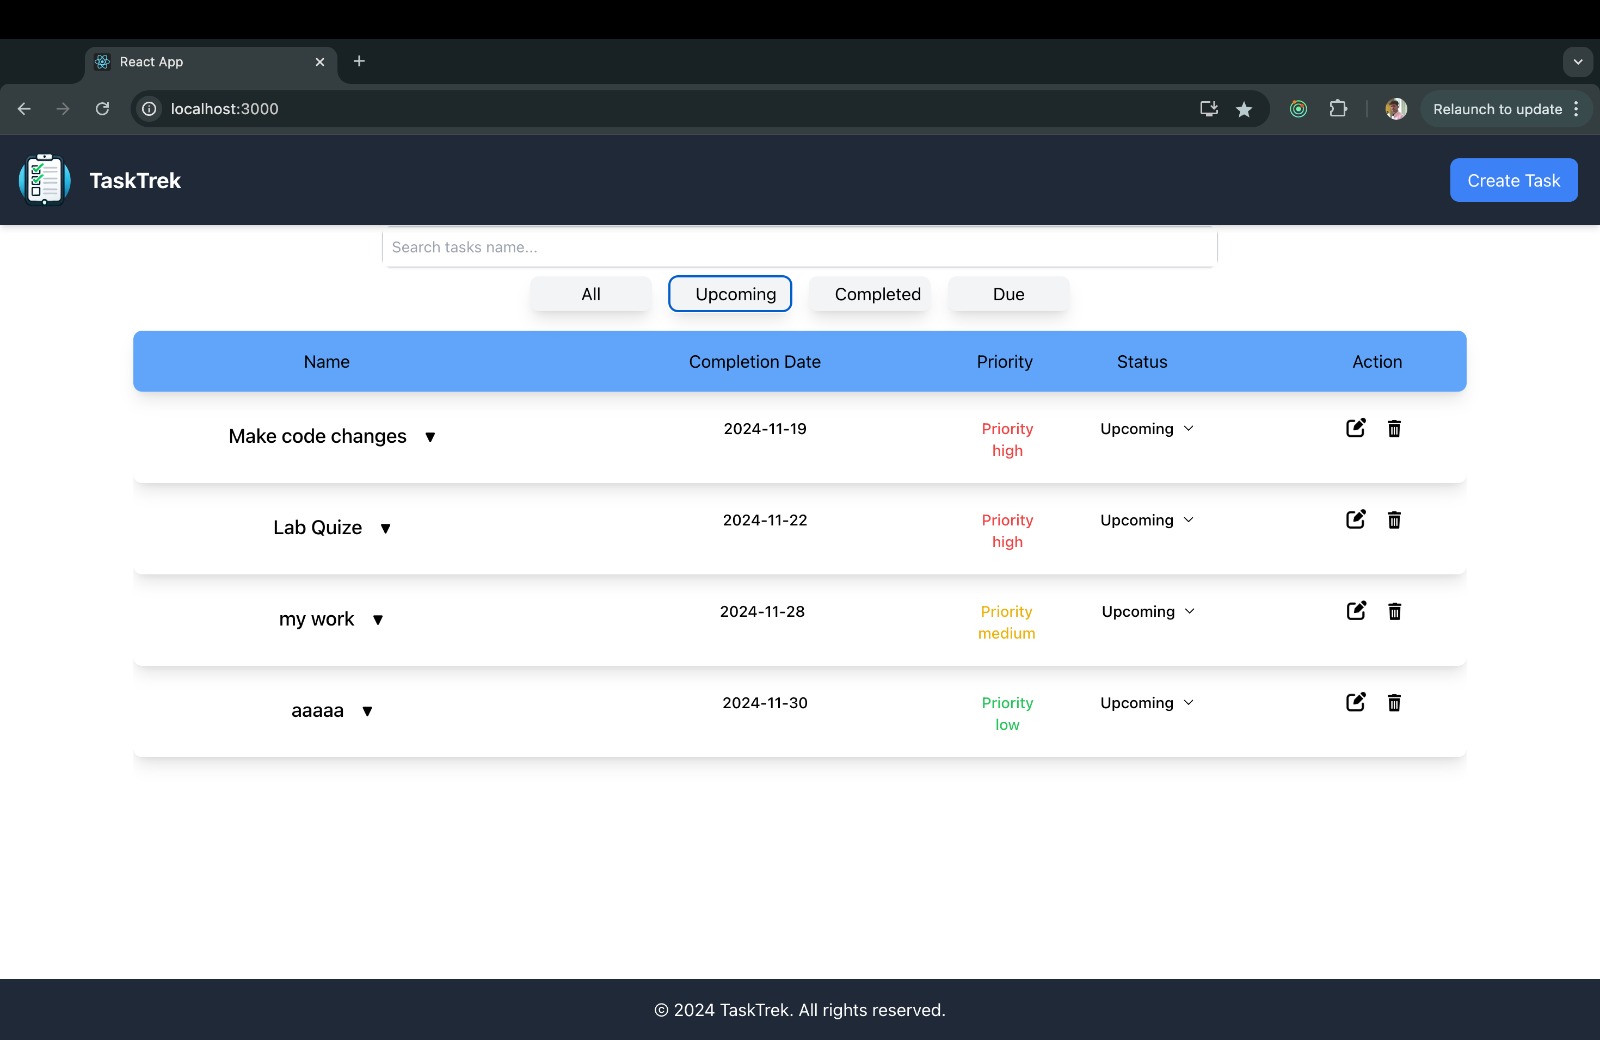 React App
localhost:3000
Relaunch to update
TaskTrek
Create Task
Search tasks name...
All Upcoming Completed Due
Name Completion Date Priority Status Action
Make code changes ▼ 2024-11-19 Priority high Upcoming
Lab Quize ▼ 2024-11-22 Priority high Upcoming
my work ▼ 2024-11-28 Priority medium Upcoming
aaaaa ▼ 2024-11-30 Priority low Upcoming
© 2024 TaskTrek. All rights reserved.